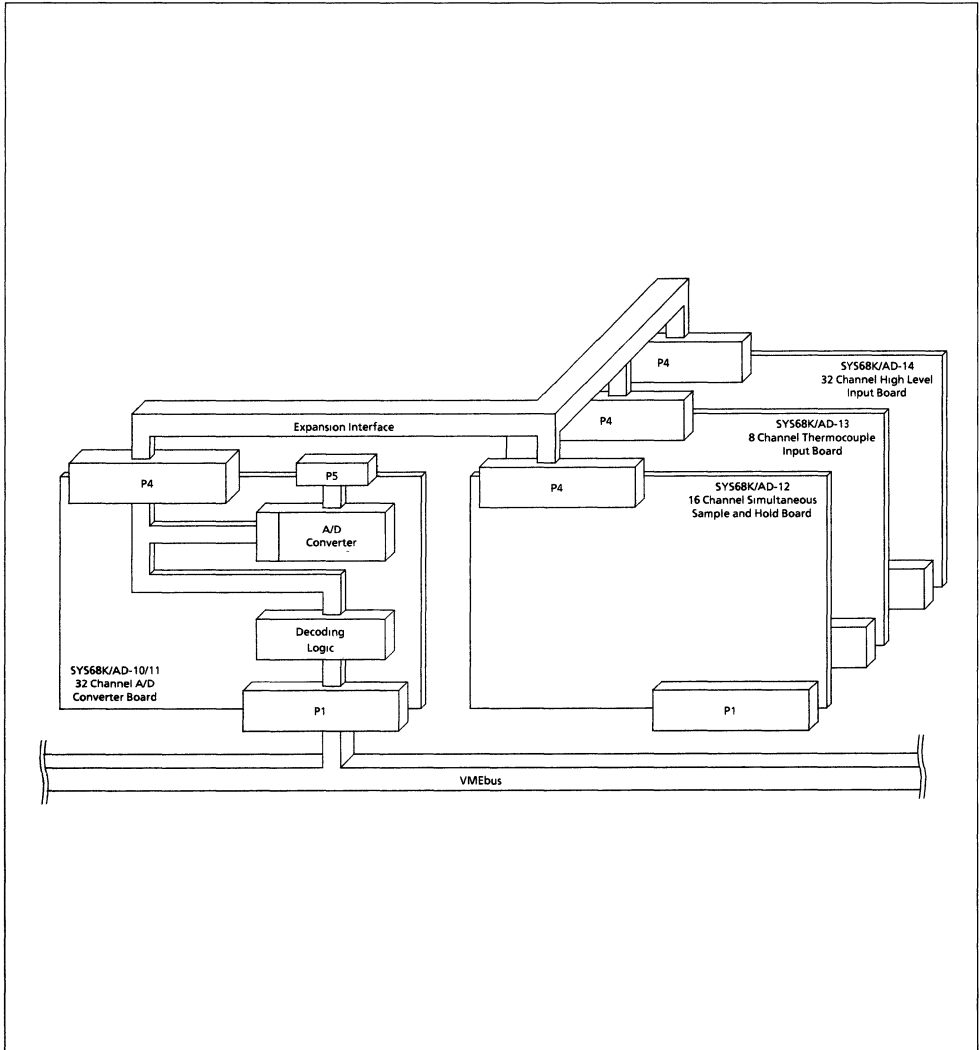 SYS68K/AD-14
32 Channel High Level
Input Board
P4
SYS68K/AD-13
8 Channel Thermocouple
Input Board
P4
Expansion Interface
SYS68K/AD-12
16 Channel Simultaneous
Sample and Hold Board
P4
P4
P5
A/D
Converter
Decoding
Logic
SYS68K/AD-10/11
32 Channel A/D
Converter Board
P1
P1
VMEbus